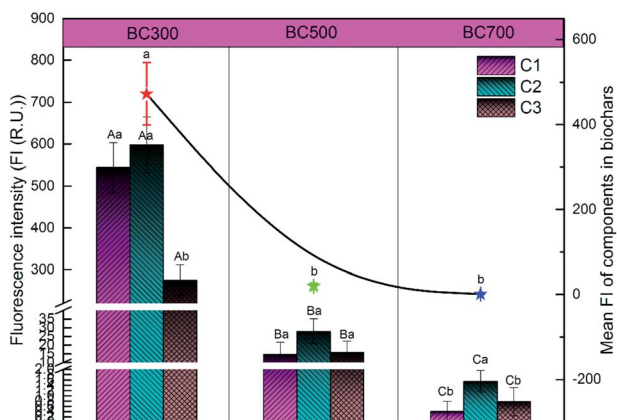 BC300 BC500 BC700
C1
C2
C3
Fluorescence intensity (FI (R.U.))
900
800
700
600
500
400
300
35
30
25
20
15
10
Mean FI of components in biochars
600
400
200
0
-200
a
Aa Aa Ab
b
Ba Ba Ba
b
Cb Ca Cb